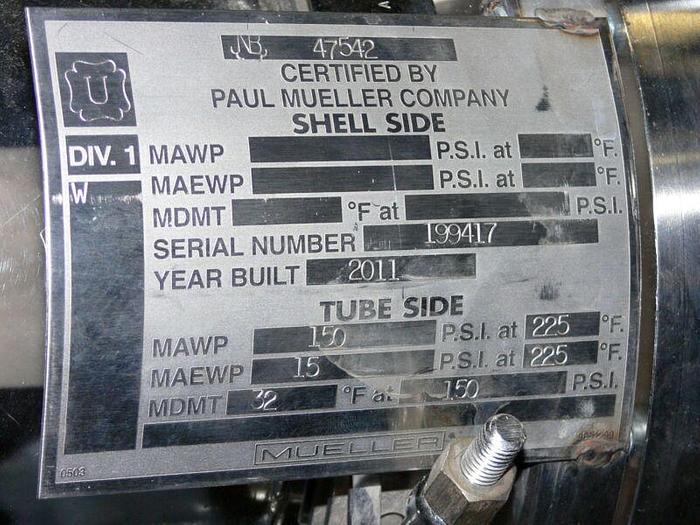 NB 47542
CERTIFIED BY
PAUL MUELLER COMPANY
SHELL SIDE
U
DIV. 1
W
MAWP P.S.I. at °F.
MAEWP P.S.I. at °F.
MDMT °F at P.S.I.
SERIAL NUMBER 199417
YEAR BUILT 2011
TUBE SIDE
MAWP 150 P.S.I. at 225 °F.
MAEWP 15 P.S.I. at 225 °F.
MDMT 32 °F at 150 P.S.I.
MUELLER
0503